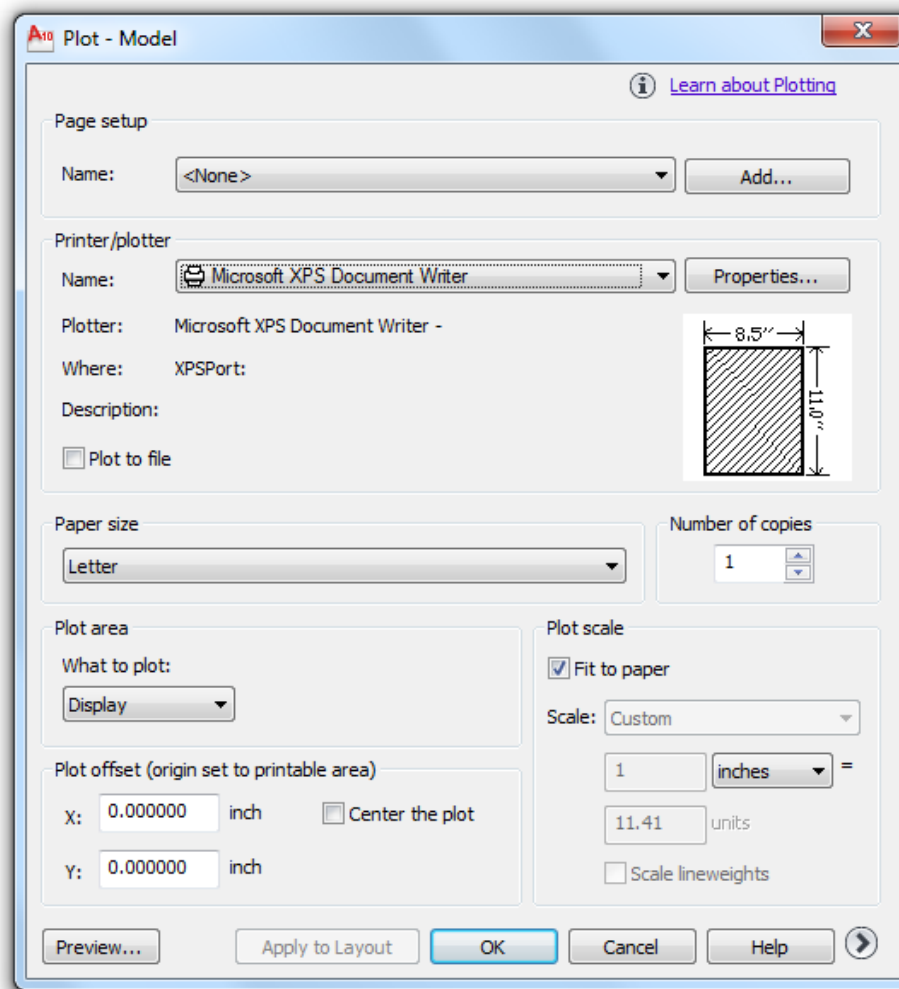 A10 Plot - Model
Learn about Plotting
Page setup
Name: <None> Add...
Printer/plotter
Name: Microsoft XPS Document Writer Properties...
Plotter: Microsoft XPS Document Writer -
Where: XPSPort:
Description:
Plot to file
8.5″
11.0″
Paper size
Letter
Number of copies
1
Plot area
What to plot:
Display
Plot scale
Fit to paper
Scale: Custom
1 inches =
11.41 units
Scale lineweights
Plot offset (origin set to printable area)
X: 0.000000 inch Center the plot
Y: 0.000000 inch
Preview... Apply to Layout OK Cancel Help